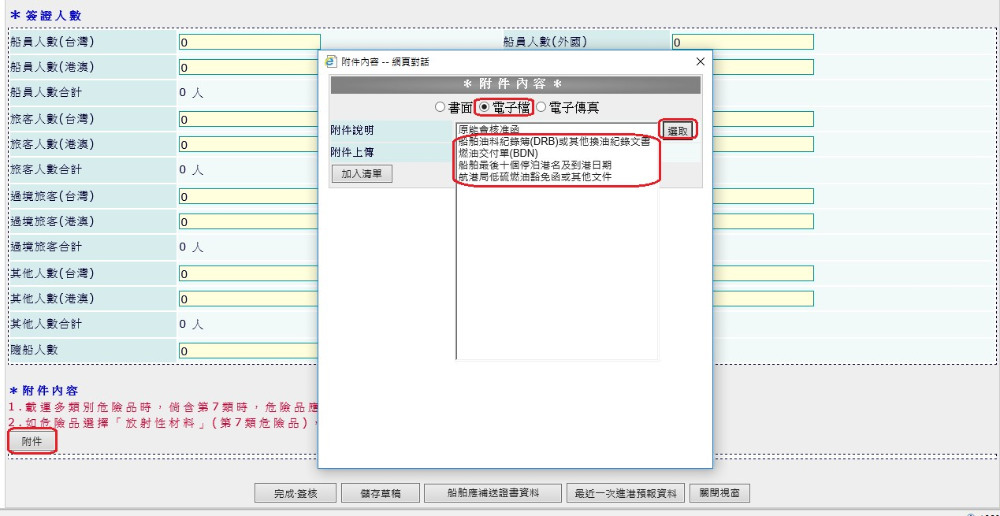 * 簽證人數
船員人數(台灣) 0 船員人數(外國) 0
附件內容 -- 網頁對話
船員人數(港澳) 0
* 附 件 內 容 *
船員人數合計 0 人
書面 電子檔 電子傳真
旅客人數(台灣) 0
附件說明 原能會核准函 選取
船舶油料紀錄簿(DRB)或其他換油紀錄文書
旅客人數(港澳) 0
附件上傳 燃油交付單(BDN)
船舶最後十個停泊港名及到港日期
旅客人數合計 0 人
加入清單 航港局低硫燃油豁免函或其他文件
過境旅客(台灣) 0
過境旅客(港澳) 0
過境旅客合計 0 人
其他人數(台灣) 0
其他人數(港澳) 0
其他人數合計 0 人
隨船人數 0
* 附件內容
1.載運多類別危險品時，倘含第7類時，危險品應
2.如危險品選擇「放射性材料」(第7類危險品)，
附件
完成‧簽核 儲存草稿 船舶應補送證書資料 最近一次進港預報資料 關閉視窗